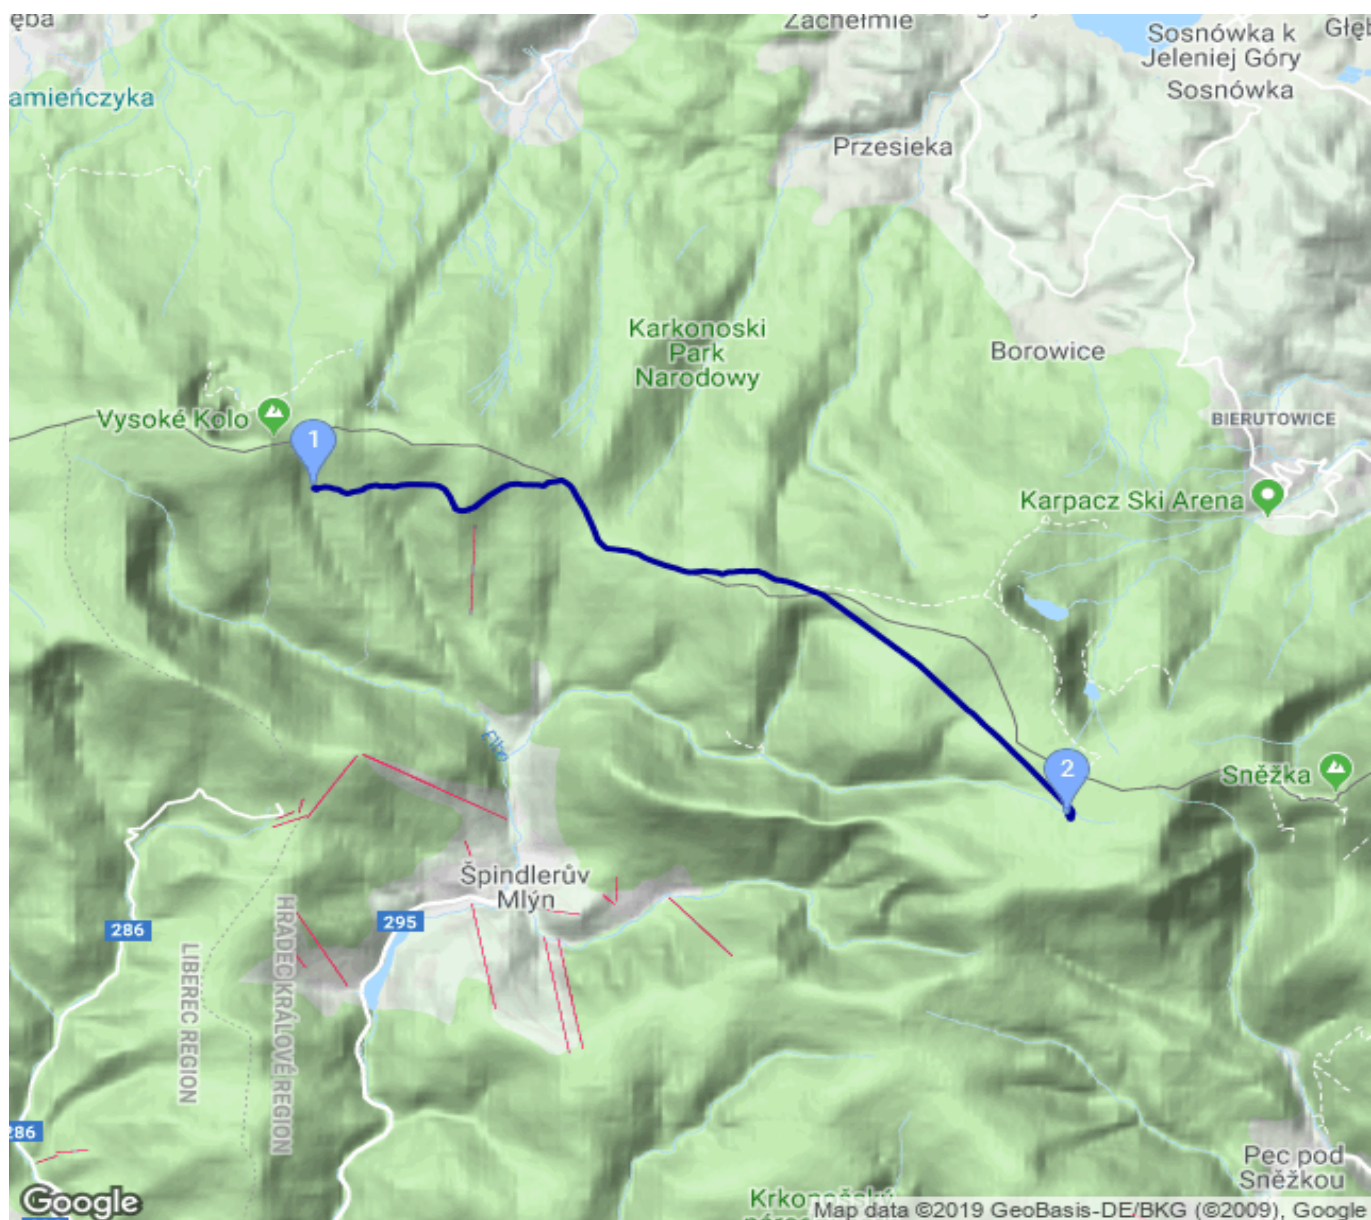 Zachełmie
Sosnówka k
Jeleniej Góry
Sosnówka
amieńczyka
Przesieka
Karkonoski
Park
Narodowy
Borowice
Vysoké Kolo
1
BIERUTOWICE
Karpacz Ski Arena
Elbe
2
Sněžka
Špindlerův
Mlýn
295
286
LIBEREC REGION
HRADEC KRÁLOVÉ REGION
286
Pec pod
Sněžkou
Krkonošský
Google
Map data ©2019 GeoBasis-DE/BKG (©2009), Google